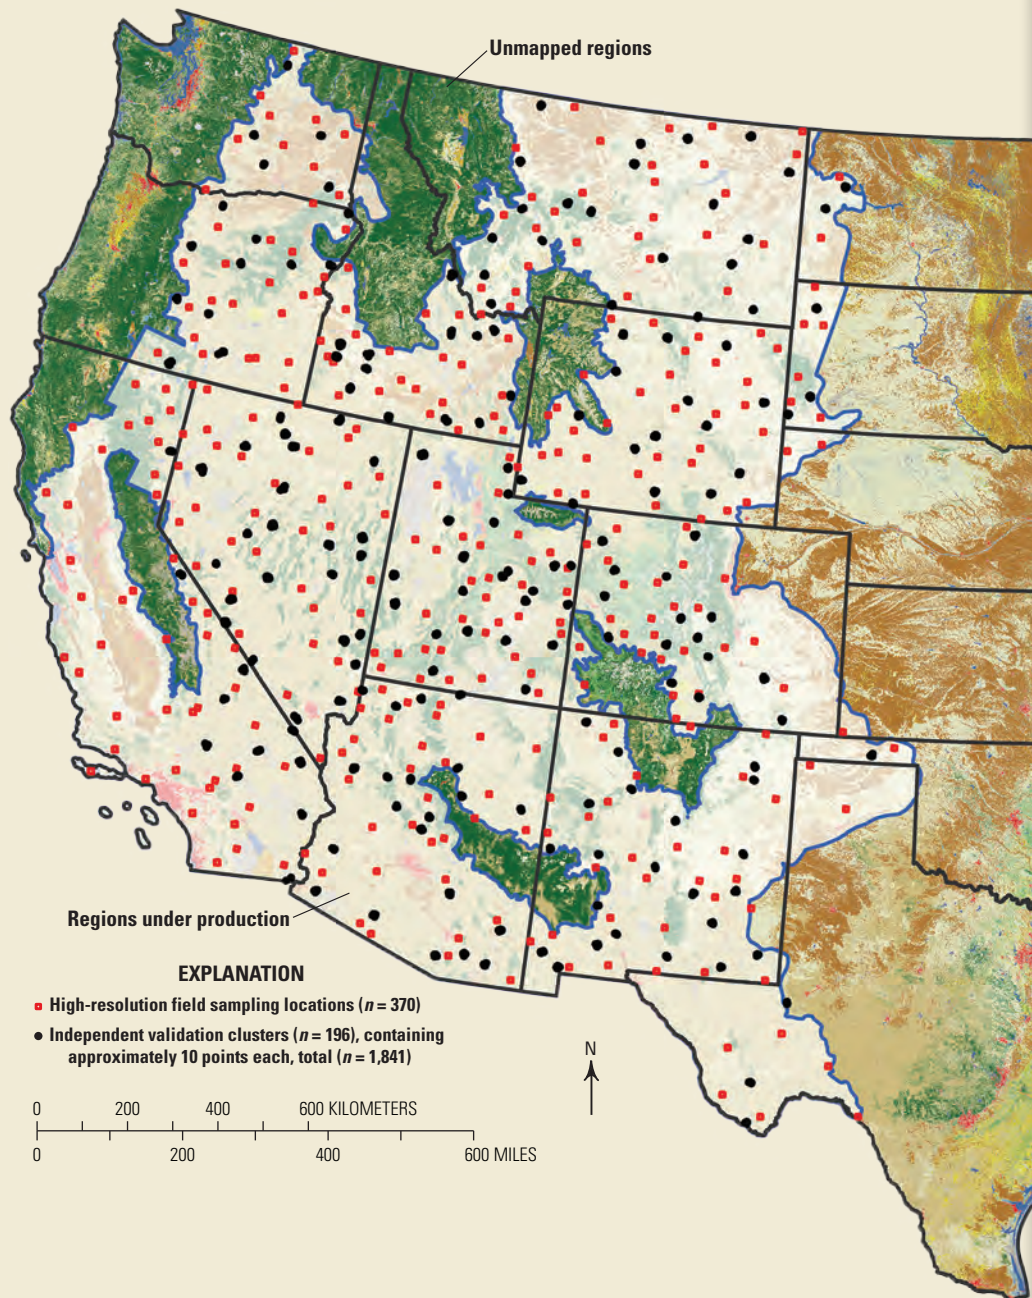 Unmapped regions
Regions under production
EXPLANATION
High-resolution field sampling locations (n = 370)
Independent validation clusters (n = 196), containing
approximately 10 points each, total (n = 1,841)
N
0 200 400 600 KILOMETERS
0 200 400 600 MILES